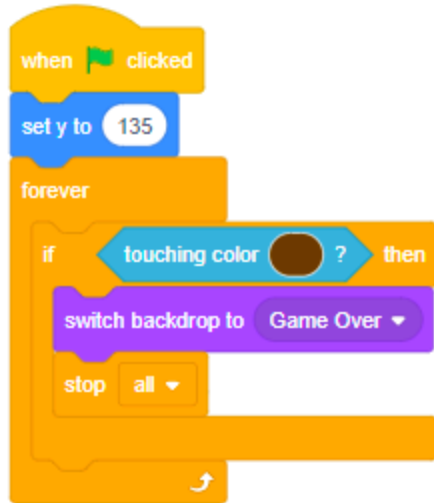 when clicked
set y to 135
forever
if touching color ? then
switch backdrop to Game Over
stop all